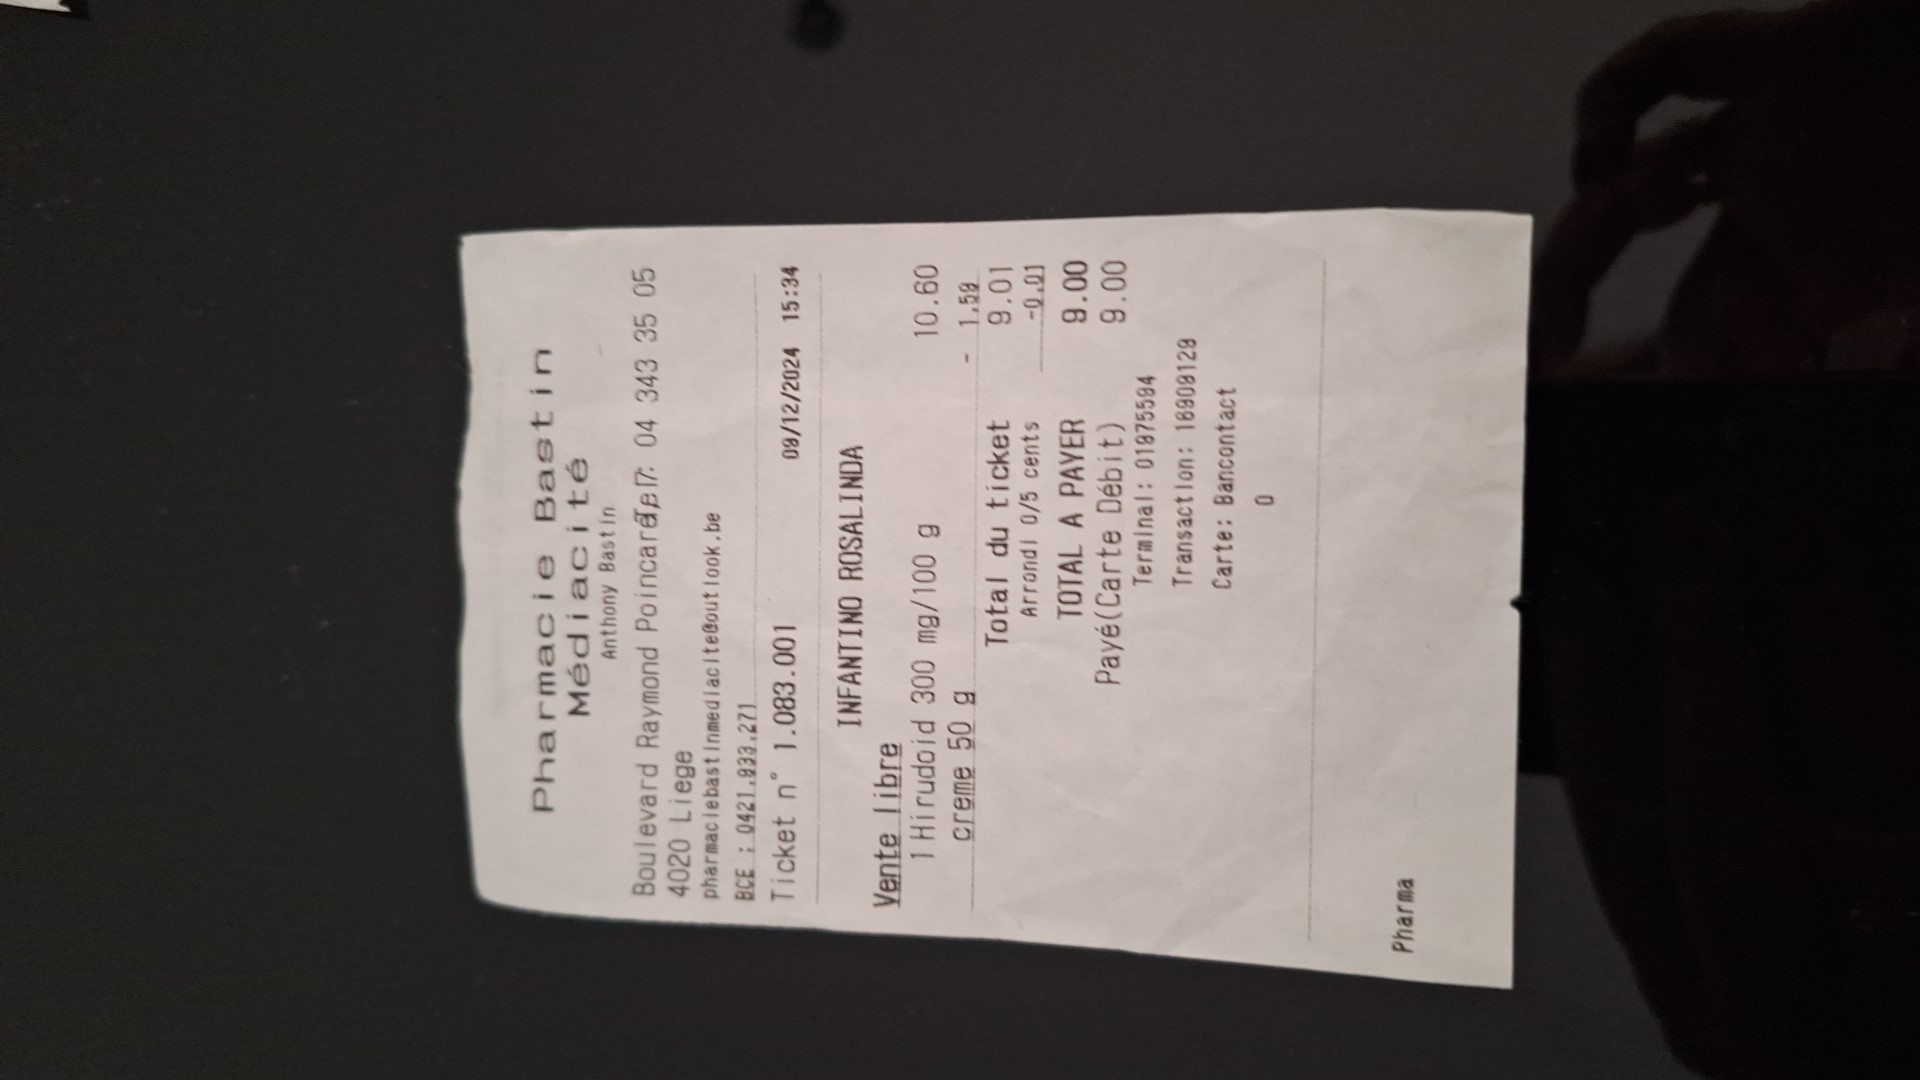 Pharmacie Bastin
Médiacité
Anthony Bastin
Boulevard Raymond Poincaré, 7 Tel: 04 343 35 05
4020 Liege
pharmaciebastinmediacite@outlook.be
BCE : 0421.933.271
Ticket n° 1.083.001 09/12/2024 15:34
INFANTINO ROSALINDA
Vente libre
1 Hirudoid 300 mg/100 g 10.60
creme 50 g - 1.59
Total du ticket 9.01
Arrondi 0/5 cents -0.01
TOTAL A PAYER 9.00
Payé(Carte Débit) 9.00
Terminal: 01975594
Transaction: 16909129
Carte: Bancontact
0
Pharma